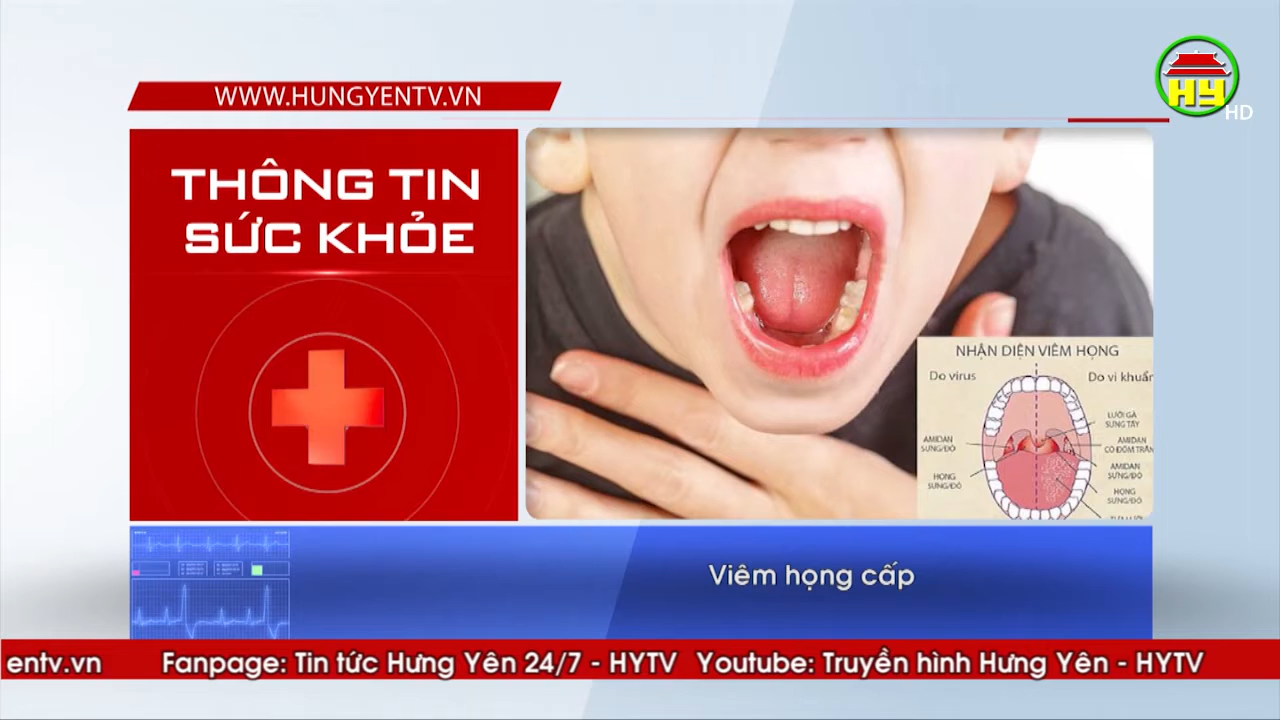 WWW.HUNGYENTV.VN
HY
HD
THÔNG TIN
SỨC KHỎE
NHẬN DIỆN VIÊM HỌNG
Do virus
Do vi khuẩn
LƯỠI GÀ
SƯNG TẤY
AMIDAN
SƯNG/ĐỎ
AMIDAN
CÓ ĐỐM TRẮN
AMIDAN
SƯNG/ĐỎ
HỌNG
SƯNG/ĐỎ
HỌNG
SƯNG/ĐỎ
Viêm họng cấp
entv.vn Fanpage: Tin tức Hưng Yên 24/7 - HYTV Youtube: Truyền hình Hưng Yên - HYTV